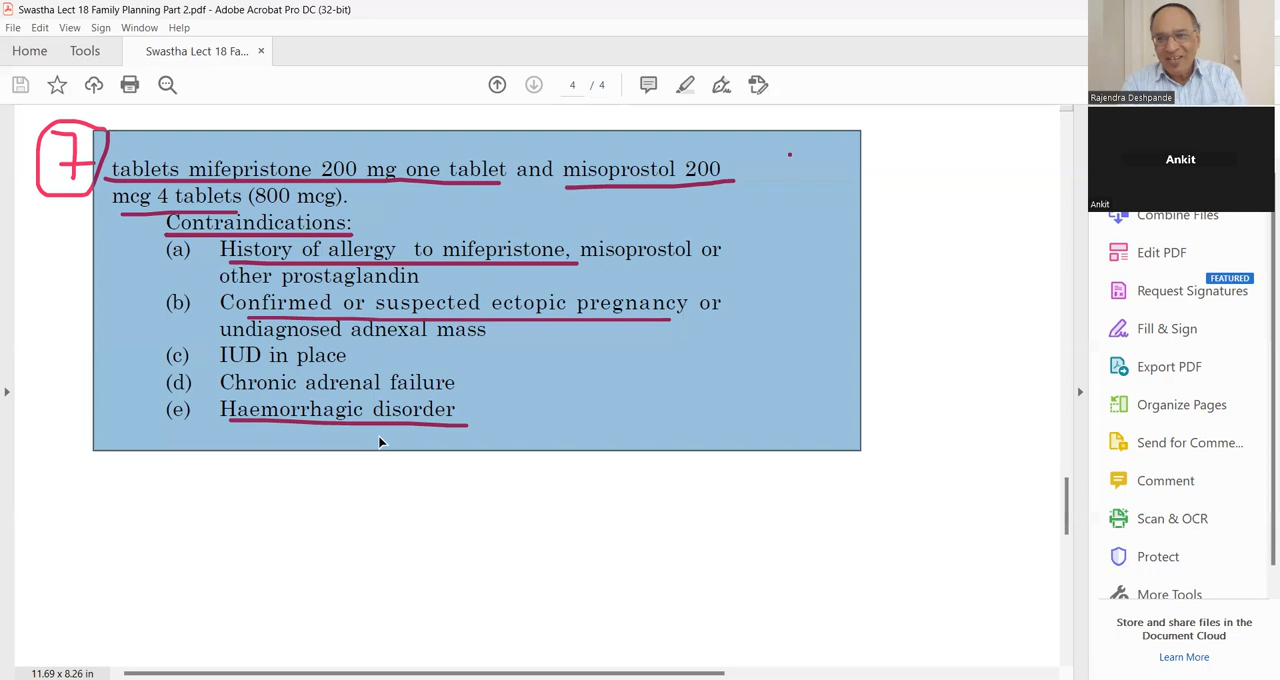 Swastha Lect 18 Family Planning Part 2.pdf - Adobe Acrobat Pro DC (32-bit)
File Edit View Sign Window Help
Home Tools Swastha Lect 18 Fa... ×
4 / 4
7
tablets mifepristone 200 mg one tablet and misoprostol 200
mcg 4 tablets (800 mcg).
Contraindications:
(a) History of allergy to mifepristone, misoprostol or
other prostaglandin
(b) Confirmed or suspected ectopic pregnancy or
undiagnosed adnexal mass
(c) IUD in place
(d) Chronic adrenal failure
(e) Haemorrhagic disorder
11.69 x 8.26 in
Rajendra Deshpande
Ankit
Ankit
Combine Files
Edit PDF
FEATURED
Request Signatures
Fill & Sign
Export PDF
Organize Pages
Send for Comme...
Comment
Scan & OCR
Protect
More Tools
Store and share files in the
Document Cloud
Learn More